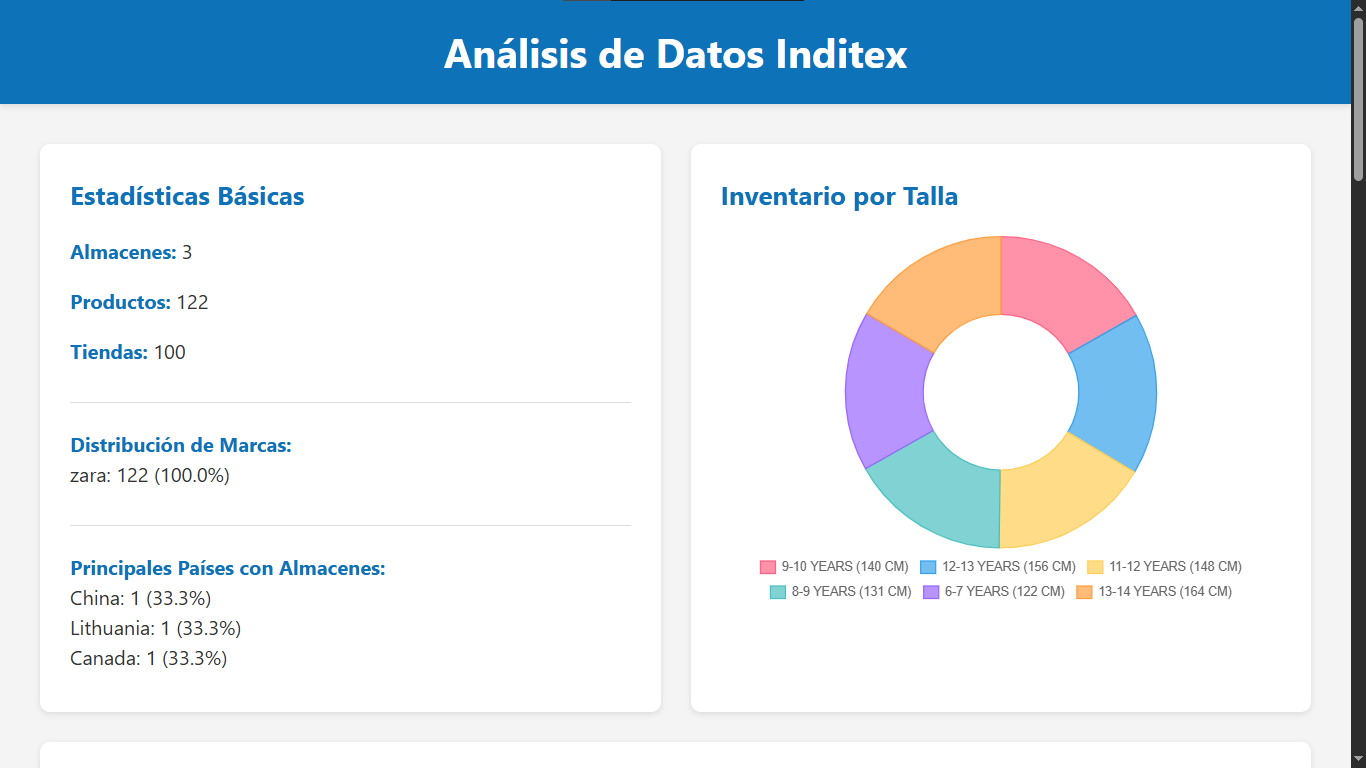 Análisis de Datos Inditex
Estadísticas Básicas
Almacenes: 3
Productos: 122
Tiendas: 100
Distribución de Marcas:
zara: 122 (100.0%)
Principales Países con Almacenes:
China: 1 (33.3%)
Lithuania: 1 (33.3%)
Canada: 1 (33.3%)
Inventario por Talla
9-10 YEARS (140 CM) 12-13 YEARS (156 CM) 11-12 YEARS (148 CM)
8-9 YEARS (131 CM) 6-7 YEARS (122 CM) 13-14 YEARS (164 CM)